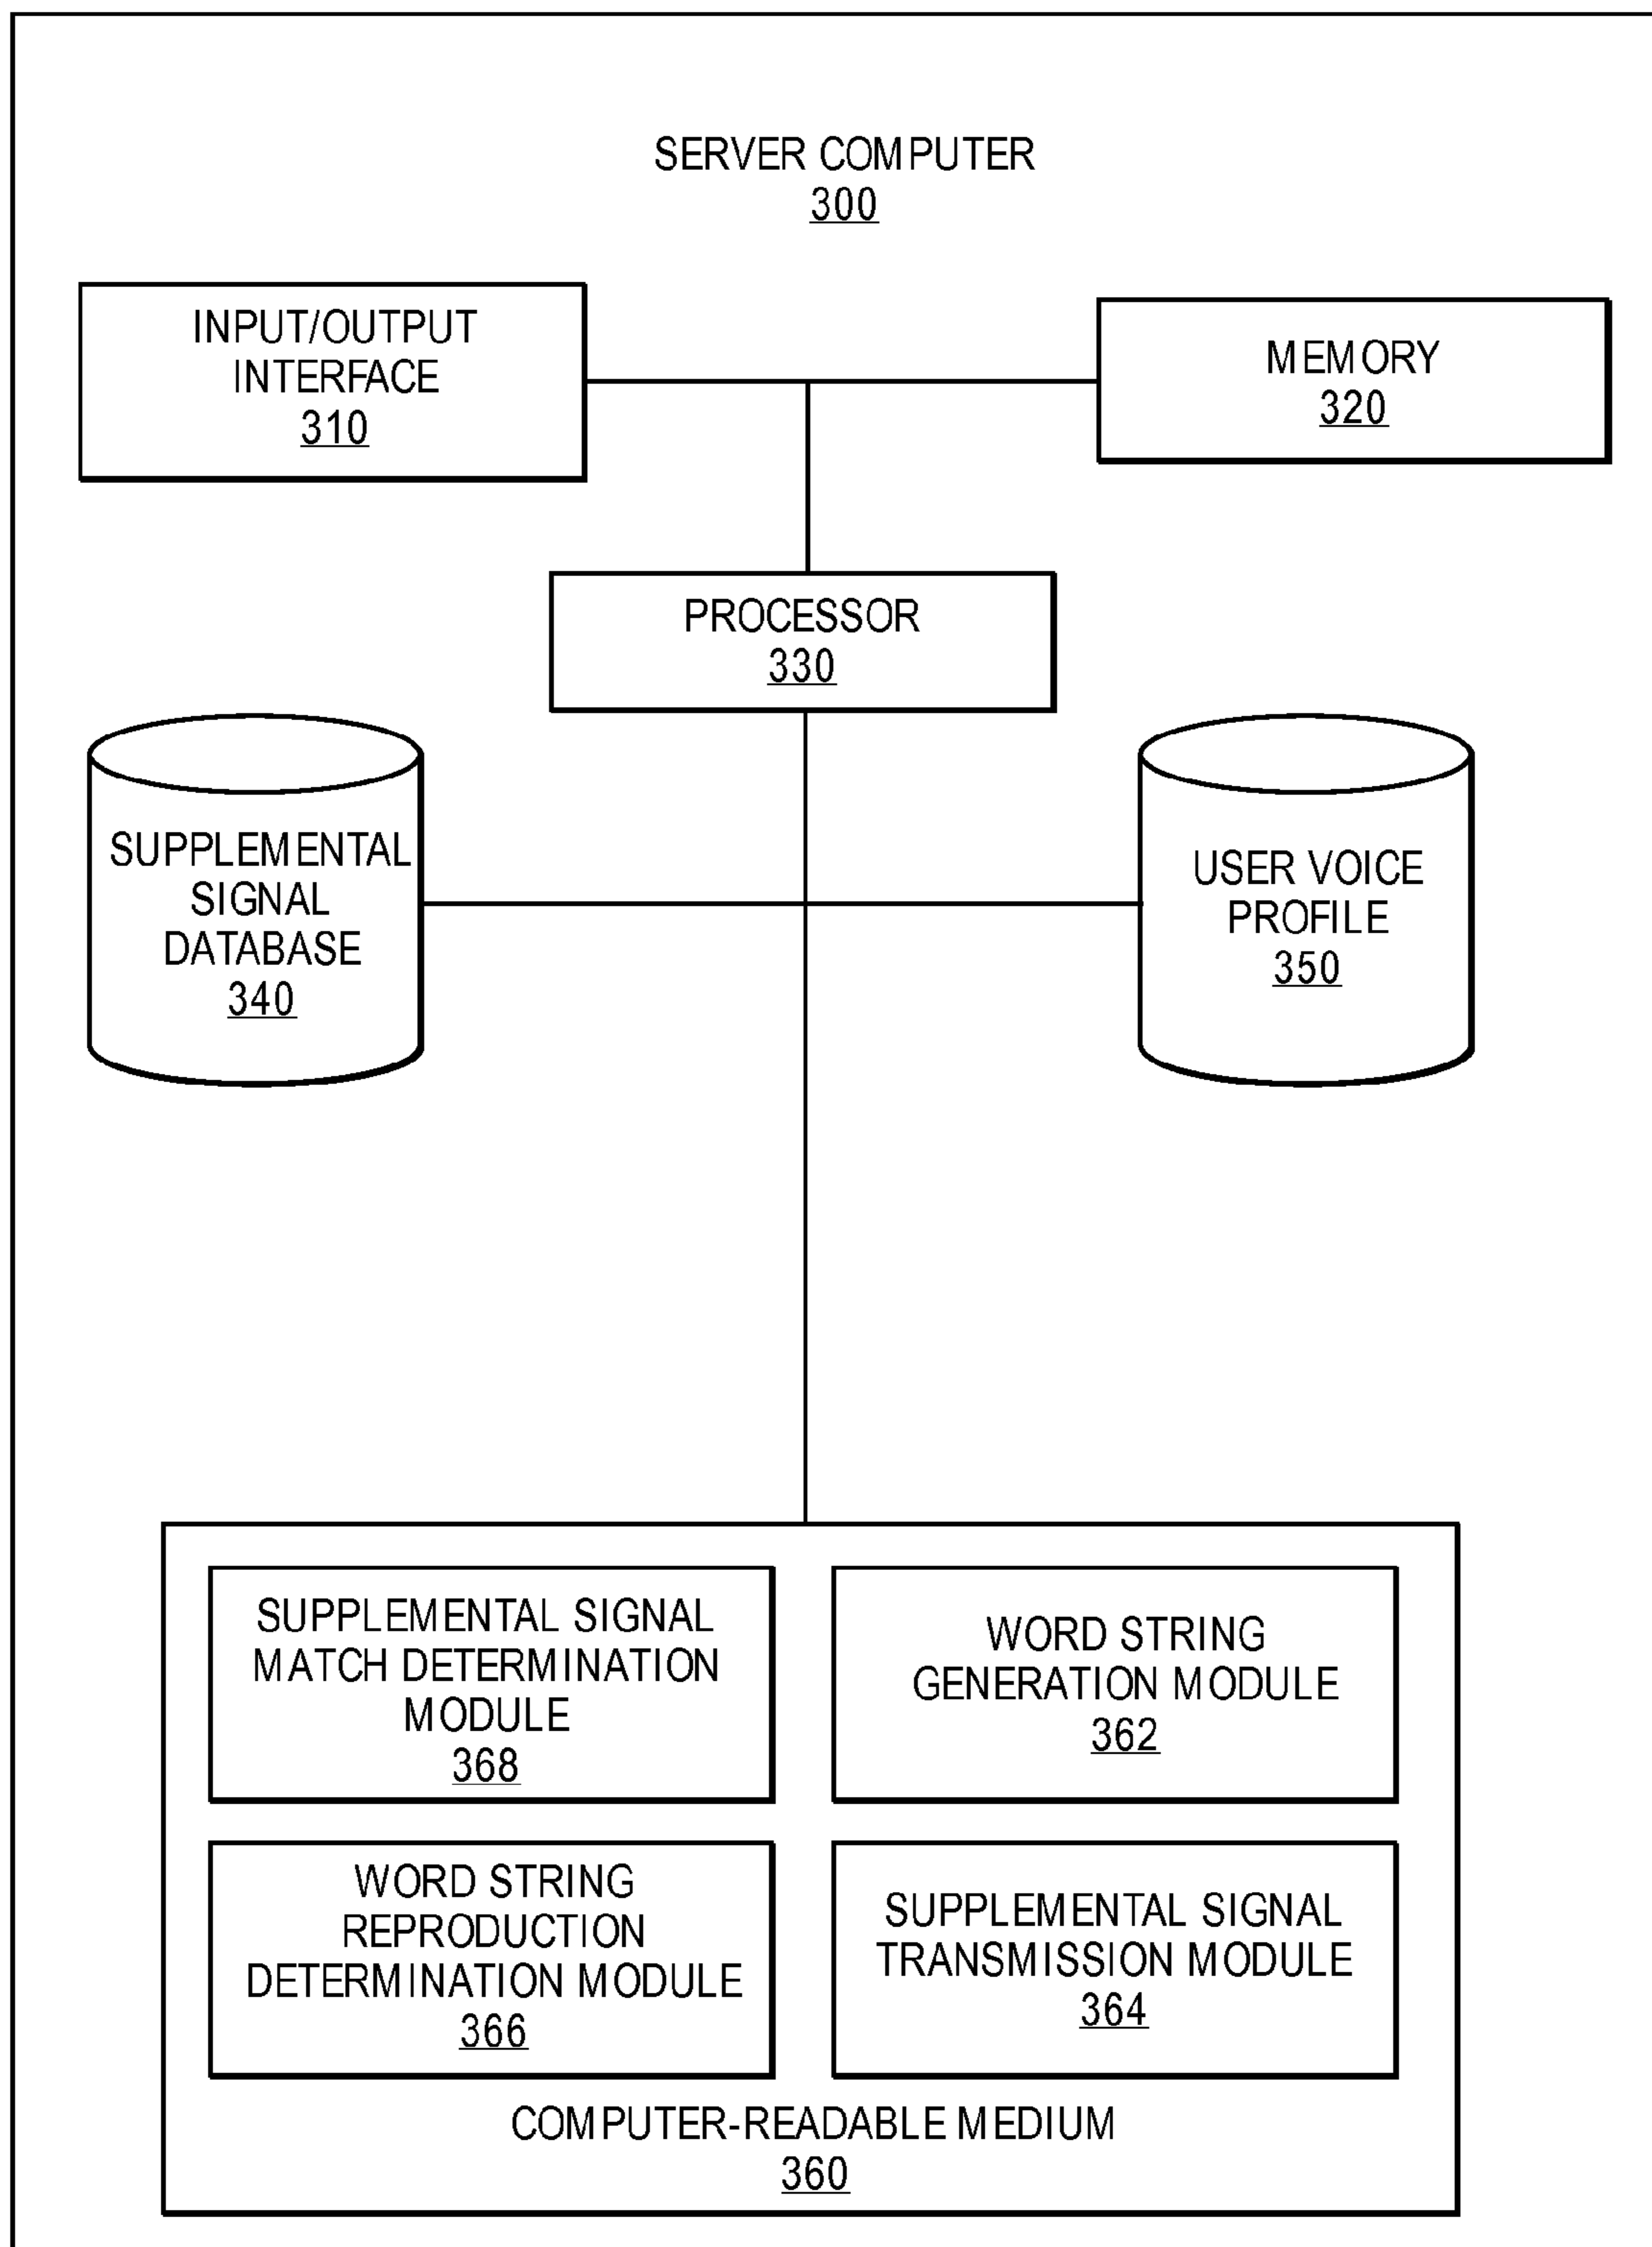 SERVER COMPUTER
300
INPUT/OUTPUT
INTERFACE
310
MEMORY
320
PROCESSOR
330
SUPPLEMENTAL
SIGNAL
DATABASE
340
USER VOICE
PROFILE
350
SUPPLEMENTAL SIGNAL
MATCH DETERMINATION
MODULE
368
WORD STRING
GENERATION MODULE
362
WORD STRING
REPRODUCTION
DETERMINATION MODULE
366
SUPPLEMENTAL SIGNAL
TRANSMISSION MODULE
364
COMPUTER-READABLE MEDIUM
360